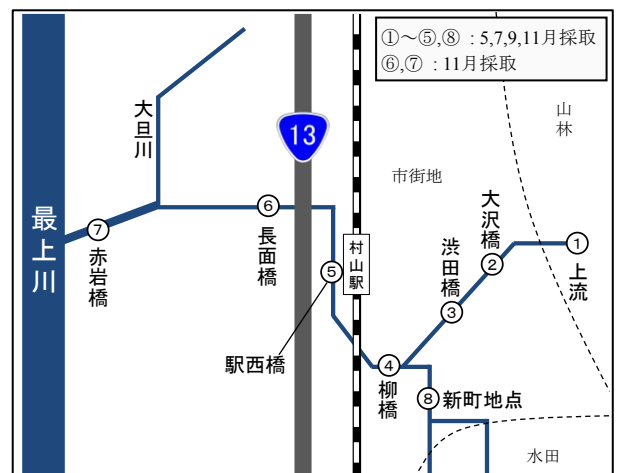 ①～⑤,⑧ : 5,7,9,11月採取
⑥,⑦ : 11月採取
山林
大旦川
13
市街地
大沢橋
最上川
⑥
長面橋
⑦
赤岩橋
村山駅
渋田橋
②
①
上流
⑤
③
駅西橋
④
柳橋
⑧新町地点
水田